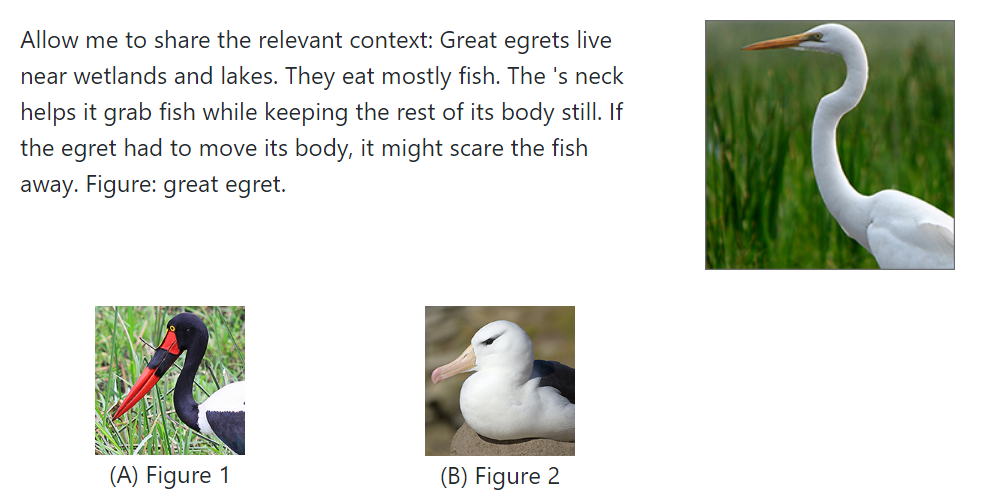 Allow me to share the relevant context: Great egrets live
near wetlands and lakes. They eat mostly fish. The 's neck
helps it grab fish while keeping the rest of its body still. If
the egret had to move its body, it might scare the fish
away. Figure: great egret.
(A) Figure 1
(B) Figure 2